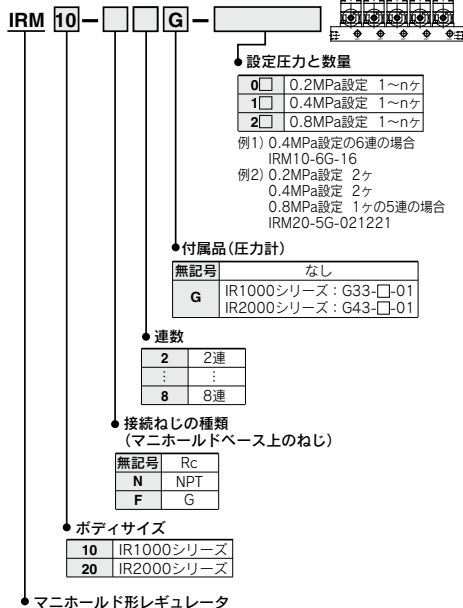 IRM 10-□□G-□
設定圧力と数量
0□ 0.2MPa設定 1〜nケ
1□ 0.4MPa設定 1〜nケ
2□ 0.8MPa設定 1〜nケ
例1) 0.4MPa設定の6連の場合
IRM10-6G-16
例2) 0.2MPa設定 2ケ
0.4MPa設定 2ケ
0.8MPa設定 1ケの5連の場合
IRM20-5G-021221
付属品(圧力計)
無記号 なし
G IR1000シリーズ：G33-□-01
IR2000シリーズ：G43-□-01
連数
2 2連
⋮ ⋮
8 8連
接続ねじの種類
(マニホールドベース上のねじ)
無記号 Rc
N NPT
F G
ボディサイズ
10 IR1000シリーズ
20 IR2000シリーズ
マニホールド形レギュレータ